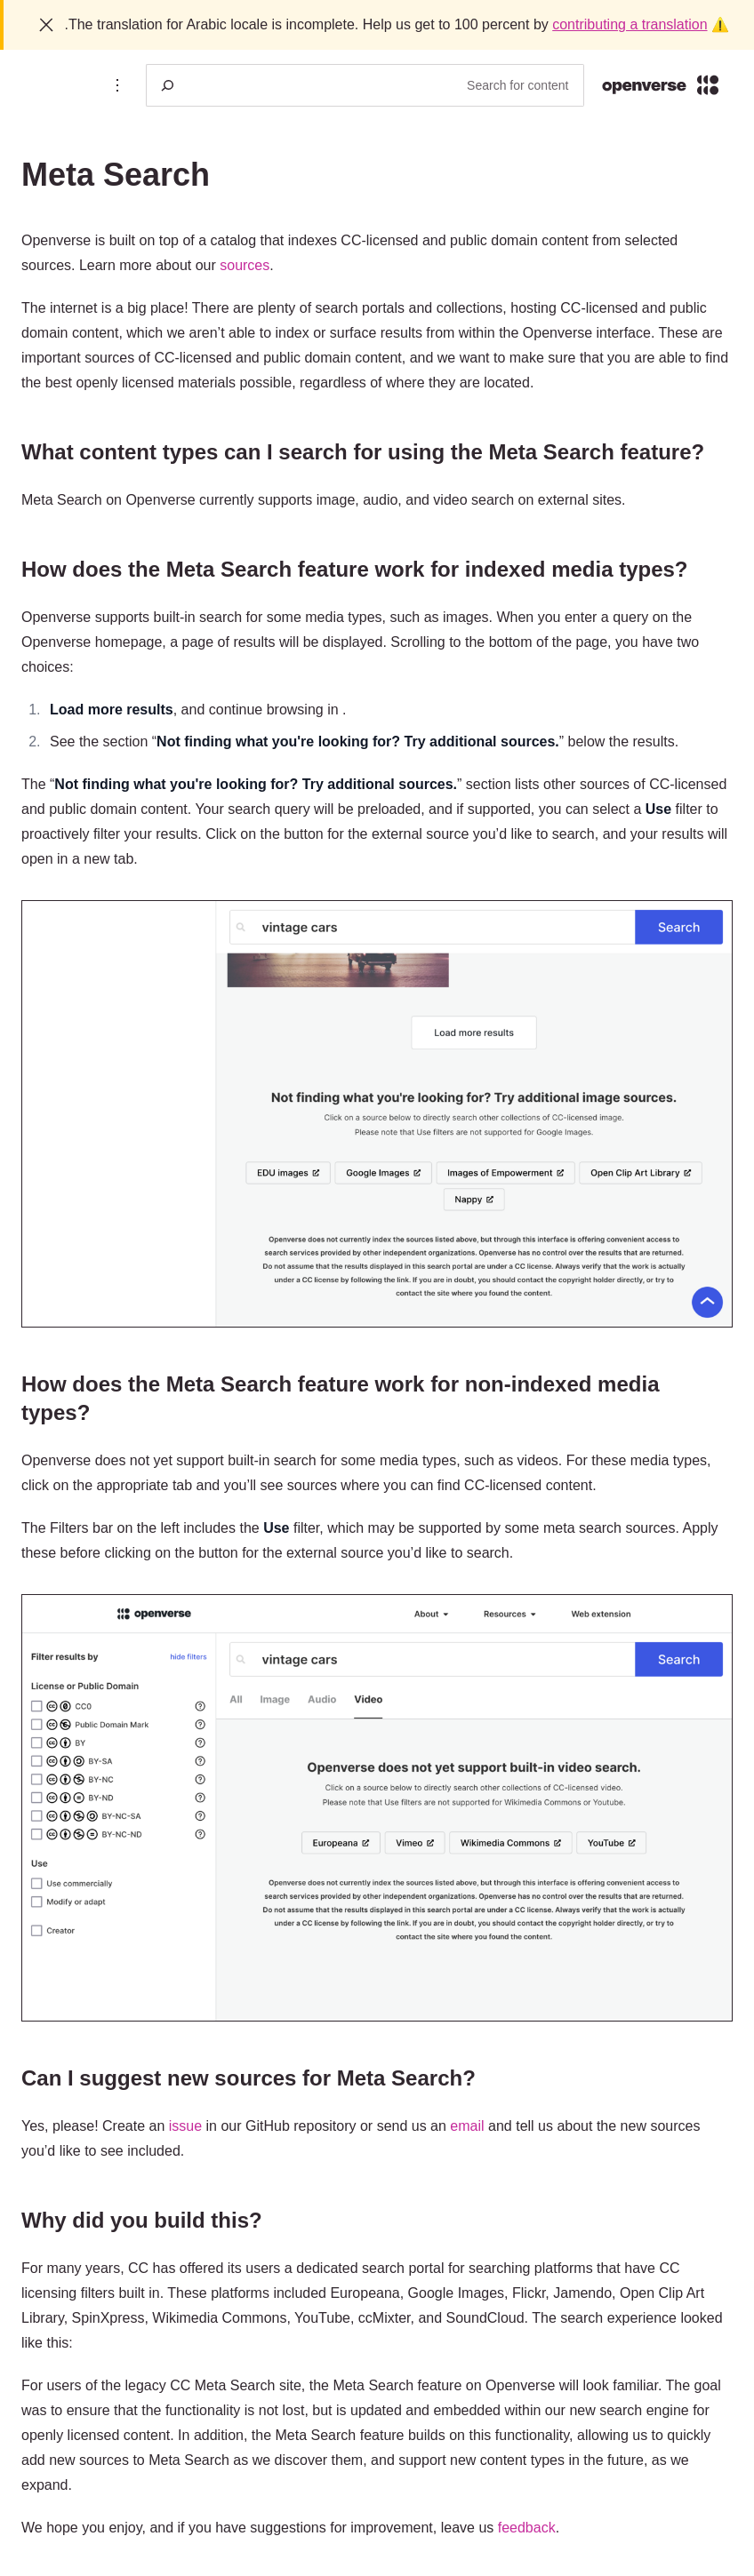 ⚠️ The translation for Arabic locale is incomplete. Help us get to 100 percent by contributing a translation.
openverse
Search for content
Meta Search
Openverse is built on top of a catalog that indexes CC-licensed and public domain content from selected
sources. Learn more about our sources.
The internet is a big place! There are plenty of search portals and collections, hosting CC-licensed and public
domain content, which we aren’t able to index or surface results from within the Openverse interface. These are
important sources of CC-licensed and public domain content, and we want to make sure that you are able to find
the best openly licensed materials possible, regardless of where they are located.
What content types can I search for using the Meta Search feature?
Meta Search on Openverse currently supports image, audio, and video search on external sites.
How does the Meta Search feature work for indexed media types?
Openverse supports built-in search for some media types, such as images. When you enter a query on the
Openverse homepage, a page of results will be displayed. Scrolling to the bottom of the page, you have two
choices:
1. Load more results, and continue browsing in .
2. See the section “Not finding what you're looking for? Try additional sources.” below the results.
The “Not finding what you're looking for? Try additional sources.” section lists other sources of CC-licensed
and public domain content. Your search query will be preloaded, and if supported, you can select a Use filter to
proactively filter your results. Click on the button for the external source you’d like to search, and your results will
open in a new tab.
vintage cars
Search
Load more results
Not finding what you're looking for? Try additional image sources.
Click on a source below to directly search other collections of CC-licensed image.
Please note that Use filters are not supported for Google Images.
EDU images Google Images Images of Empowerment Open Clip Art Library
Nappy
Openverse does not currently index the sources listed above, but through this interface is offering convenient access to
search services provided by other independent organizations. Openverse has no control over the results that are returned.
Do not assume that the results displayed in this search portal are under a CC license. Always verify that the work is actually
under a CC license by following the link. If you are in doubt, you should contact the copyright holder directly, or try to
contact the site where you found the content.
How does the Meta Search feature work for non-indexed media
types?
Openverse does not yet support built-in search for some media types, such as videos. For these media types,
click on the appropriate tab and you’ll see sources where you can find CC-licensed content.
The Filters bar on the left includes the Use filter, which may be supported by some meta search sources. Apply
these before clicking on the button for the external source you’d like to search.
openverse
About Resources Web extension
Filter results by hide filters
License or Public Domain
CC0
Public Domain Mark
BY
BY-SA
BY-NC
BY-ND
BY-NC-SA
BY-NC-ND
Use
Use commercially
Modify or adapt
Creator
vintage cars
Search
All Image Audio Video
Openverse does not yet support built-in video search.
Click on a source below to directly search other collections of CC-licensed video.
Please note that Use filters are not supported for Wikimedia Commons or Youtube.
Europeana Vimeo Wikimedia Commons YouTube
Openverse does not currently index the sources listed above, but through this interface is offering convenient access to
search services provided by other independent organizations. Openverse has no control over the results that are returned.
Do not assume that the results displayed in this search portal are under a CC license. Always verify that the work is actually
under a CC license by following the link. If you are in doubt, you should contact the copyright holder directly, or try to
contact the site where you found the content.
Can I suggest new sources for Meta Search?
Yes, please! Create an issue in our GitHub repository or send us an email and tell us about the new sources
you’d like to see included.
Why did you build this?
For many years, CC has offered its users a dedicated search portal for searching platforms that have CC
licensing filters built in. These platforms included Europeana, Google Images, Flickr, Jamendo, Open Clip Art
Library, SpinXpress, Wikimedia Commons, YouTube, ccMixter, and SoundCloud. The search experience looked
like this:
For users of the legacy CC Meta Search site, the Meta Search feature on Openverse will look familiar. The goal
was to ensure that the functionality is not lost, but is updated and embedded within our new search engine for
openly licensed content. In addition, the Meta Search feature builds on this functionality, allowing us to quickly
add new sources to Meta Search as we discover them, and support new content types in the future, as we
expand.
We hope you enjoy, and if you have suggestions for improvement, leave us feedback.